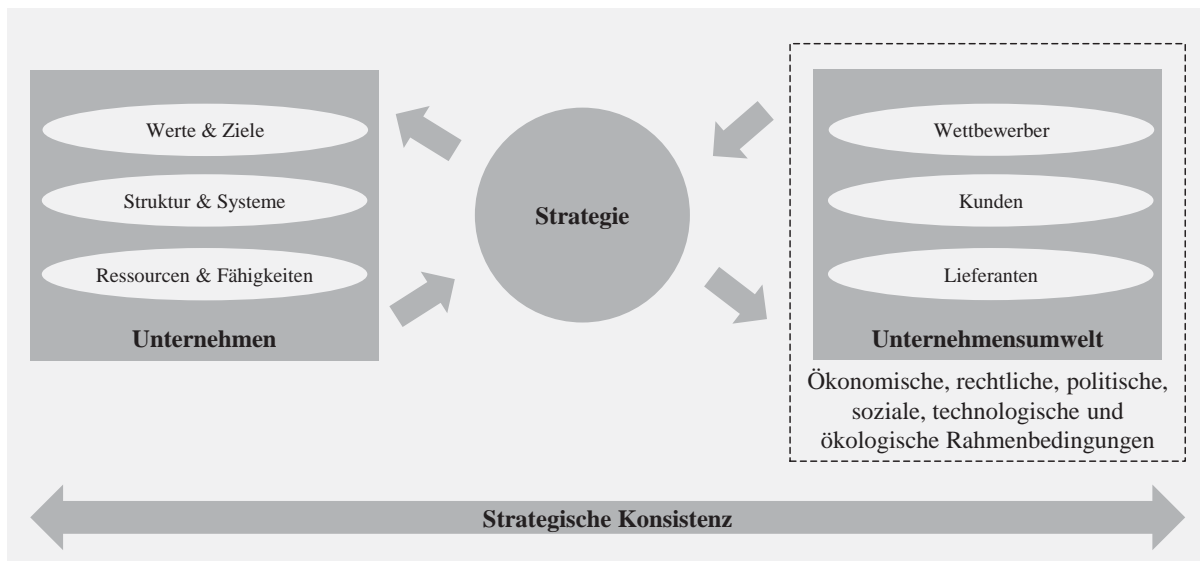 Werte & Ziele
Struktur & Systeme
Ressourcen & Fähigkeiten
Unternehmen
Strategie
Wettbewerber
Kunden
Lieferanten
Unternehmensumwelt
Ökonomische, rechtliche, politische,
soziale, technologische und
ökologische Rahmenbedingungen
Strategische Konsistenz